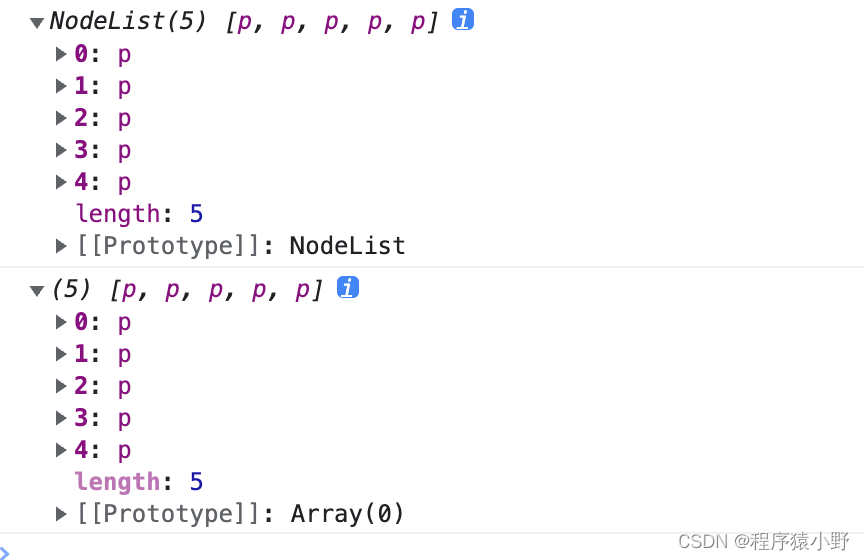 NodeList(5) [p, p, p, p, p] i
0: p
1: p
2: p
3: p
4: p
length: 5
[[Prototype]]: NodeList
(5) [p, p, p, p, p] i
0: p
1: p
2: p
3: p
4: p
length: 5
[[Prototype]]: Array(0)
CSDN @程序猿小野